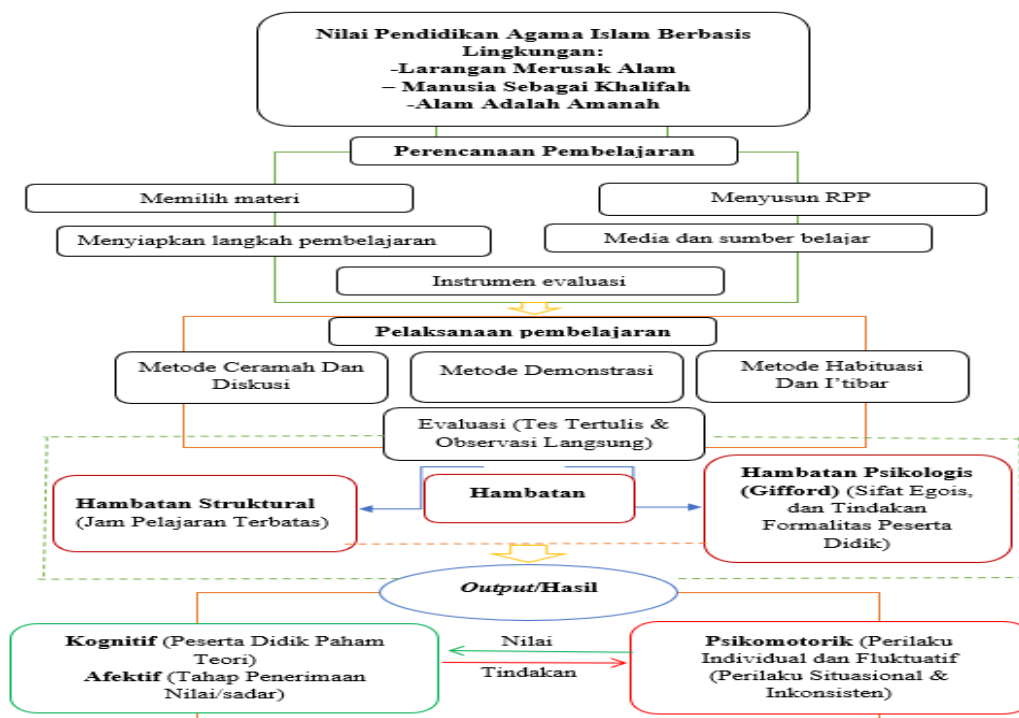 Nilai Pendidikan Agama Islam Berbasis
Lingkungan:
-Larangan Merusak Alam
– Manusia Sebagai Khalifah
-Alam Adalah Amanah
Perencanaan Pembelajaran
Memilih materi
Menyusun RPP
Menyiapkan langkah pembelajaran
Media dan sumber belajar
Instrumen evaluasi
Pelaksanaan pembelajaran
Metode Ceramah Dan
Diskusi
Metode Demonstrasi
Metode Habituasi
Dan I’tibar
Evaluasi (Tes Tertulis &
Observasi Langsung)
Hambatan Struktural
(Jam Pelajaran Terbatas)
Hambatan
Hambatan Psikologis
(Gifford) (Sifat Egois,
dan Tindakan
Formalitas Peserta
Didik)
Output/Hasil
Kognitif (Peserta Didik Paham
Teori)
Afektif (Tahap Penerimaan
Nilai/sadar)
Nilai
Tindakan
Psikomotorik (Perilaku
Individual dan Fluktuatif
(Perilaku Situasional &
Inkonsisten)